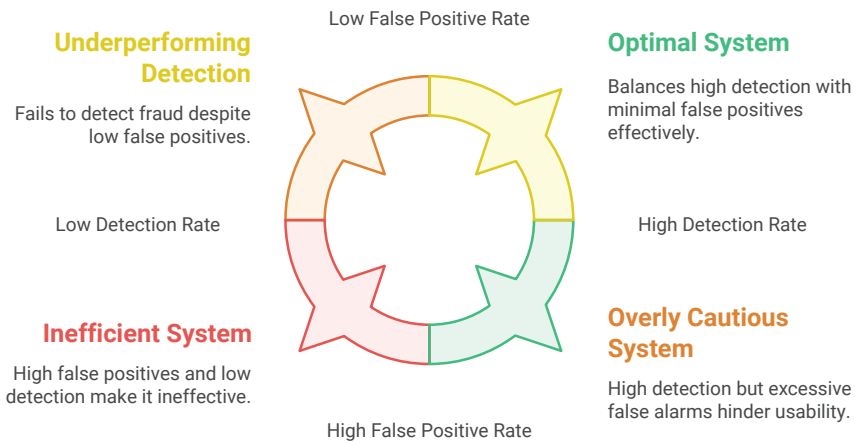 Low False Positive Rate
Underperforming
Detection
Fails to detect fraud despite
low false positives.
Optimal System
Balances high detection with
minimal false positives
effectively.
Low Detection Rate
High Detection Rate
Inefficient System
High false positives and low
detection make it ineffective.
Overly Cautious
System
High detection but excessive
false alarms hinder usability.
High False Positive Rate